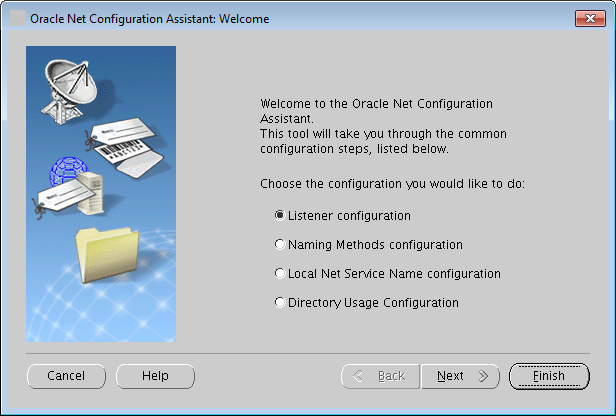 Oracle Net Configuration Assistant: Welcome
Welcome to the Oracle Net Configuration
Assistant.
This tool will take you through the common
configuration steps, listed below.
Choose the configuration you would like to do:
Listener configuration
Naming Methods configuration
Local Net Service Name configuration
Directory Usage Configuration
Cancel
Help
Back
Next
Finish